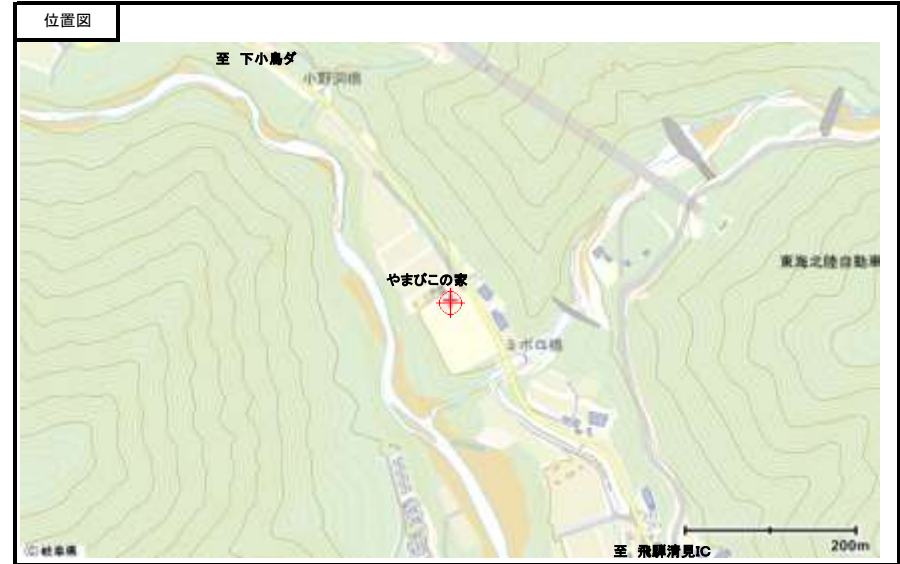 位置図
至 下小鳥ダ
小野洞橋
やまびこの家
東海北陸自動車
ミボロ橋
200m
至 飛騨清見IC
©岐阜県